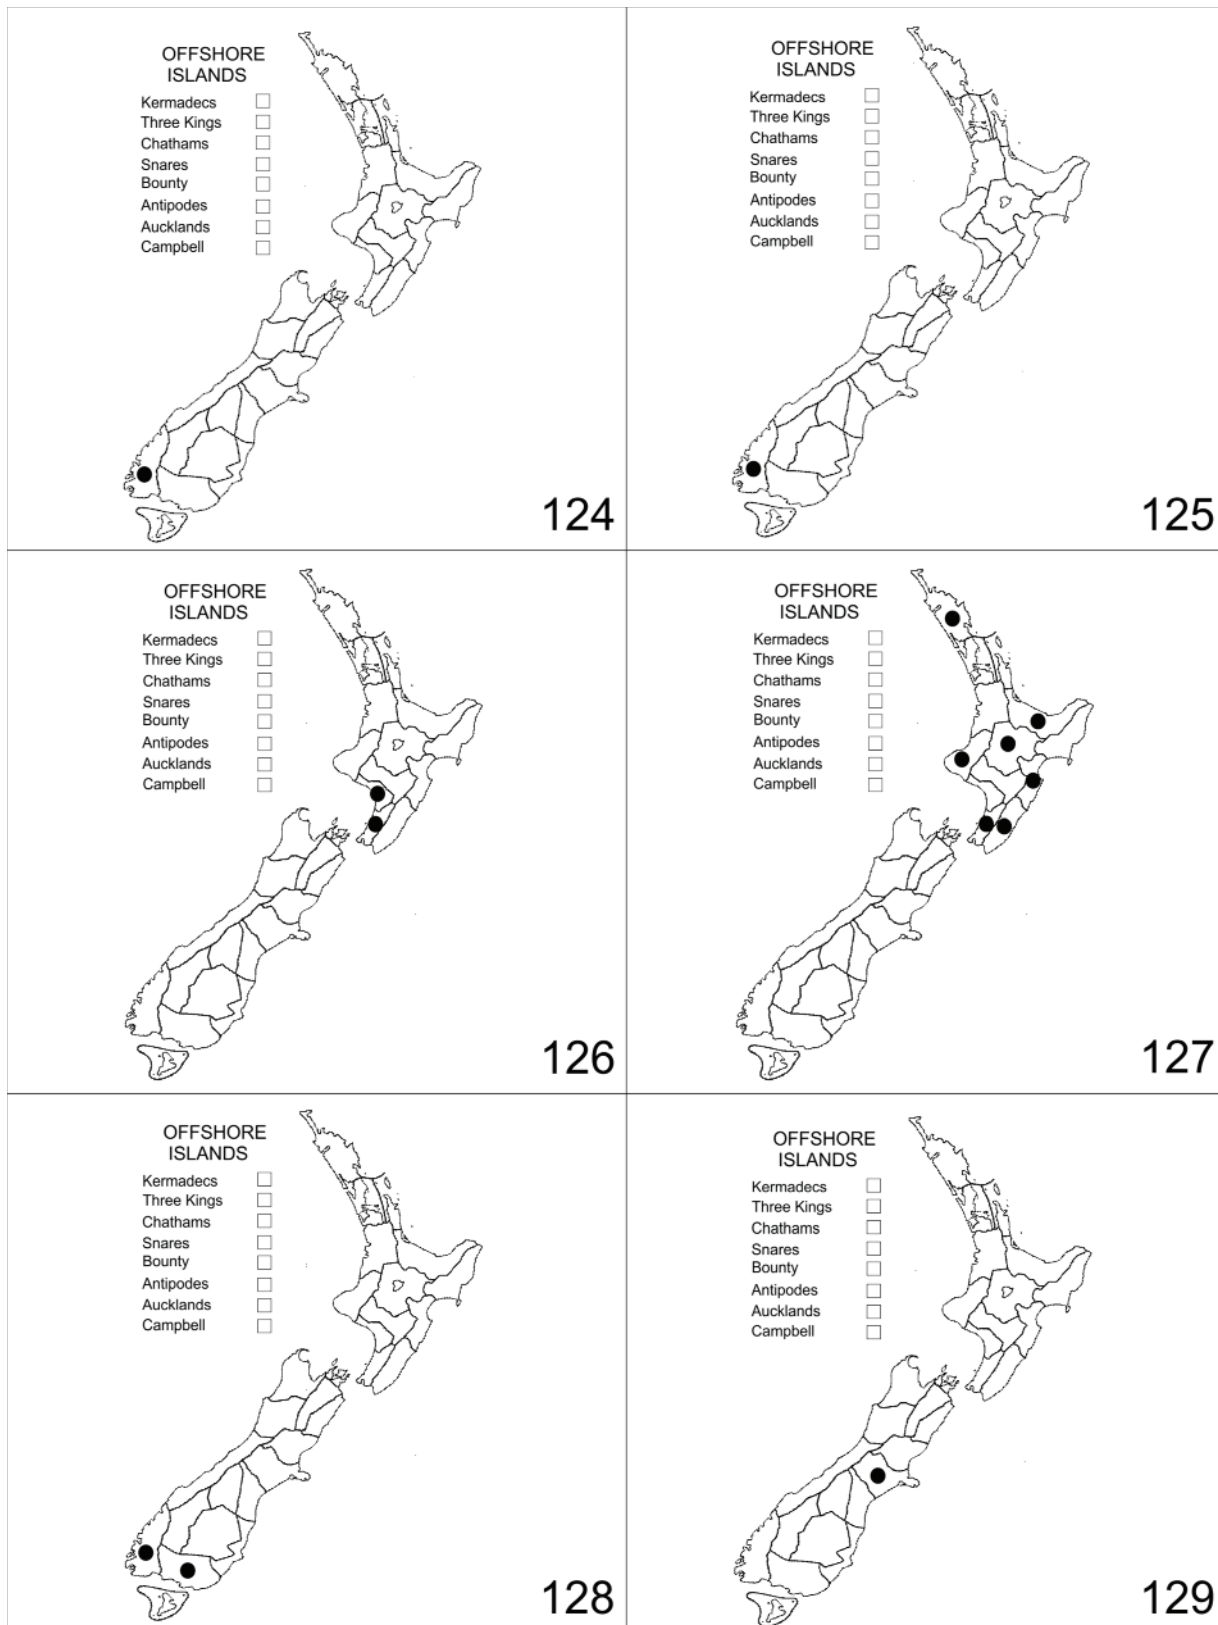 OFFSHORE
ISLANDS
Kermadecs
Three Kings
Chathams
Snares
Bounty
Antipodes
Aucklands
Campbell
124
OFFSHORE
ISLANDS
Kermadecs
Three Kings
Chathams
Snares
Bounty
Antipodes
Aucklands
Campbell
125
OFFSHORE
ISLANDS
Kermadecs
Three Kings
Chathams
Snares
Bounty
Antipodes
Aucklands
Campbell
126
OFFSHORE
ISLANDS
Kermadecs
Three Kings
Chathams
Snares
Bounty
Antipodes
Aucklands
Campbell
127
OFFSHORE
ISLANDS
Kermadecs
Three Kings
Chathams
Snares
Bounty
Antipodes
Aucklands
Campbell
128
OFFSHORE
ISLANDS
Kermadecs
Three Kings
Chathams
Snares
Bounty
Antipodes
Aucklands
Campbell
129